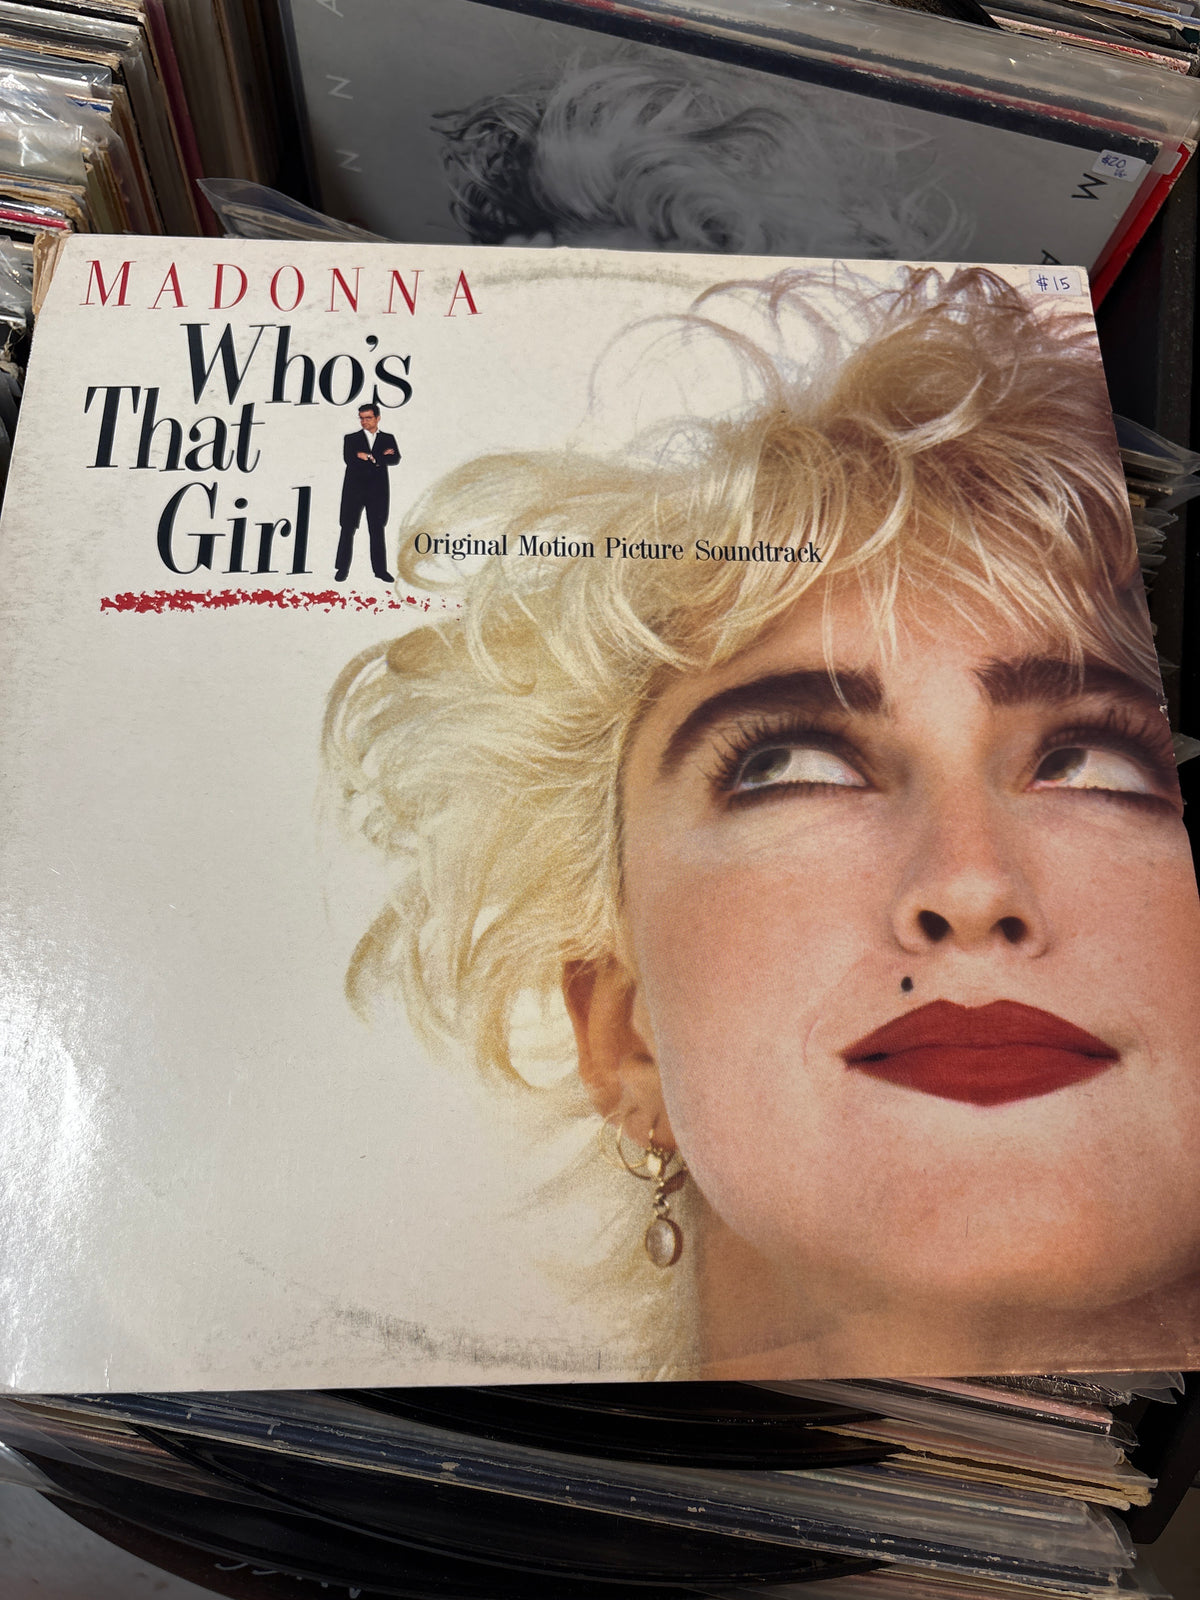 MADONNA
Who's
That
Girl
Original Motion Picture Soundtrack
$15
$20
M
A
N
N
A